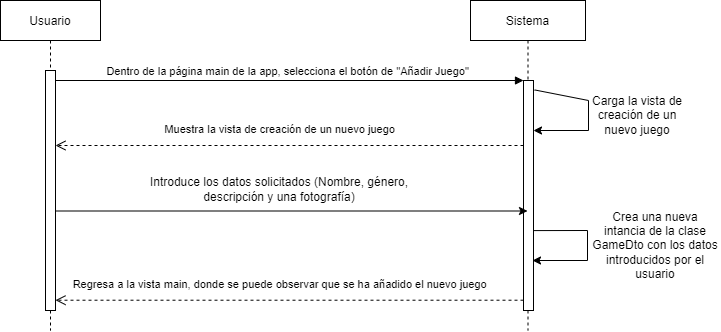 Usuario
Sistema
Dentro de la página main de la app, selecciona el botón de "Añadir Juego"
Carga la vista de
creación de un
nuevo juego
Muestra la vista de creación de un nuevo juego
Introduce los datos solicitados (Nombre, género,
descripción y una fotografía)
Crea una nueva
intancia de la clase
GameDto con los datos
introducidos por el
usuario
Regresa a la vista main, donde se puede observar que se ha añadido el nuevo juego